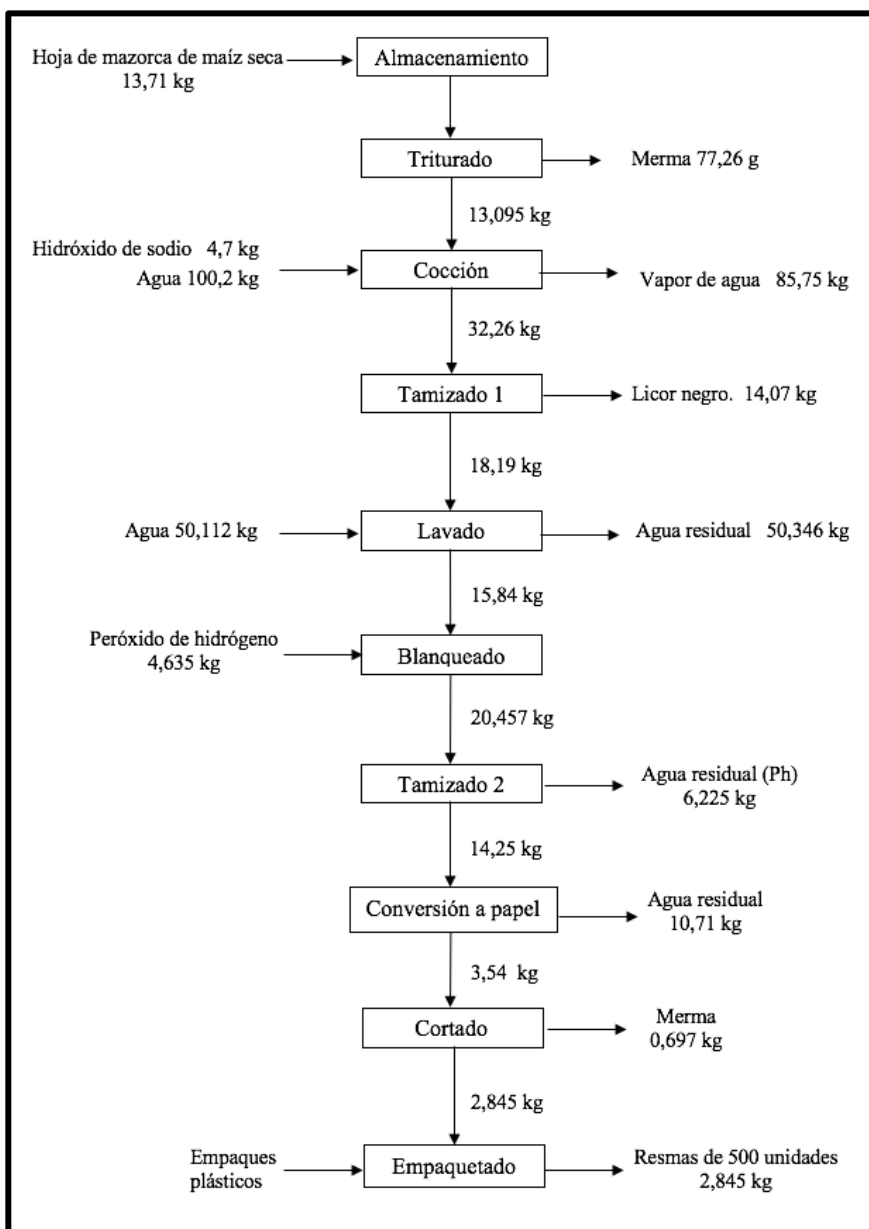 Hoja de mazorca de maíz seca
13,71 kg
Almacenamiento
Triturado
Merma 77,26 g
13,095 kg
Hidróxido de sodio 4,7 kg
Agua 100,2 kg
Cocción
Vapor de agua 85,75 kg
32,26 kg
Tamizado 1
Licor negro. 14,07 kg
18,19 kg
Agua 50,112 kg
Lavado
Agua residual 50,346 kg
15,84 kg
Peróxido de hidrógeno
4,635 kg
Blanqueado
20,457 kg
Tamizado 2
Agua residual (Ph)
6,225 kg
14,25 kg
Conversión a papel
Agua residual
10,71 kg
3,54 kg
Cortado
Merma
0,697 kg
2,845 kg
Empaques
plásticos
Empaquetado
Resmas de 500 unidades
2,845 kg